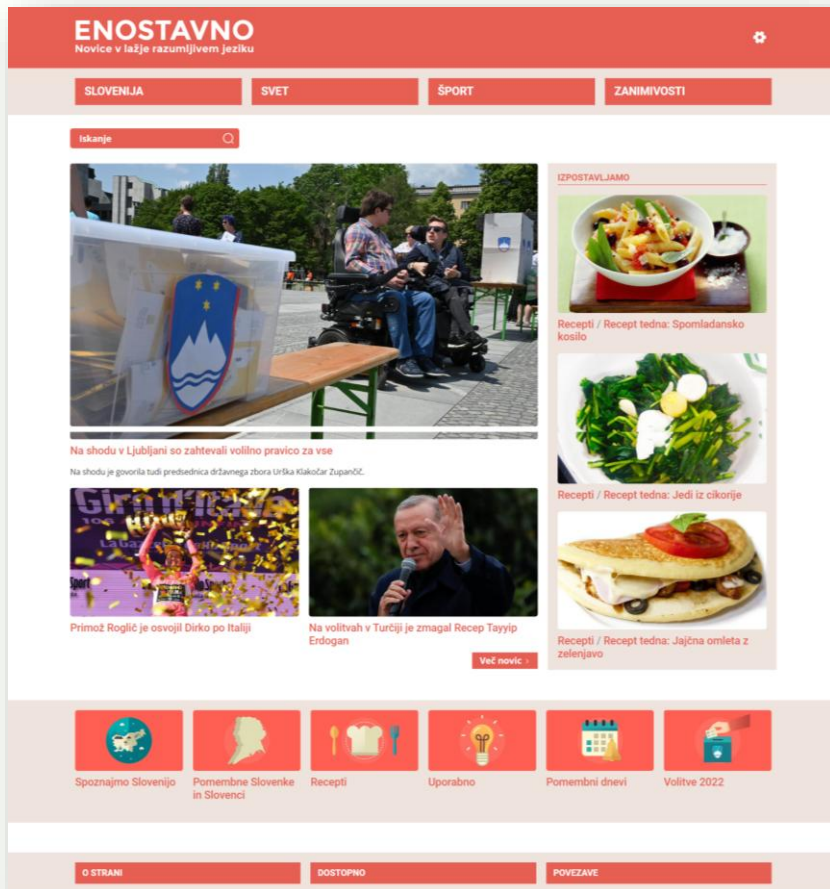 ENOSTAVNO
Novice v lažje razumljivem jeziku
SLOVENIJA
SVET
ŠPORT
ZANIMIVOSTI
Iskanje
Na shodu v Ljubljani so zahtevali volilno pravico za vse
Na shodu je govorila tudi predsednica državnega zbora Urška Klakočar Zupančič.
Giro d'Italia
Primož Roglič je osvojil Dirko po Italiji
Na volitvah v Turčiji je zmagal Recep Tayyip
Erdogan
Več novic ›
IZPOSTAVLJAMO
Recepti / Recept tedna: Spomladansko
kosilo
Recepti / Recept tedna: Jedi iz cikorije
Recepti / Recept tedna: Jajčna omleta z
zelenjavo
Spoznajmo Slovenijo
Pomembne Slovenke
in Slovenci
Recepti
Uporabno
Pomembni dnevi
Volitve 2022
O STRANI
DOSTOPNO
POVEZAVE